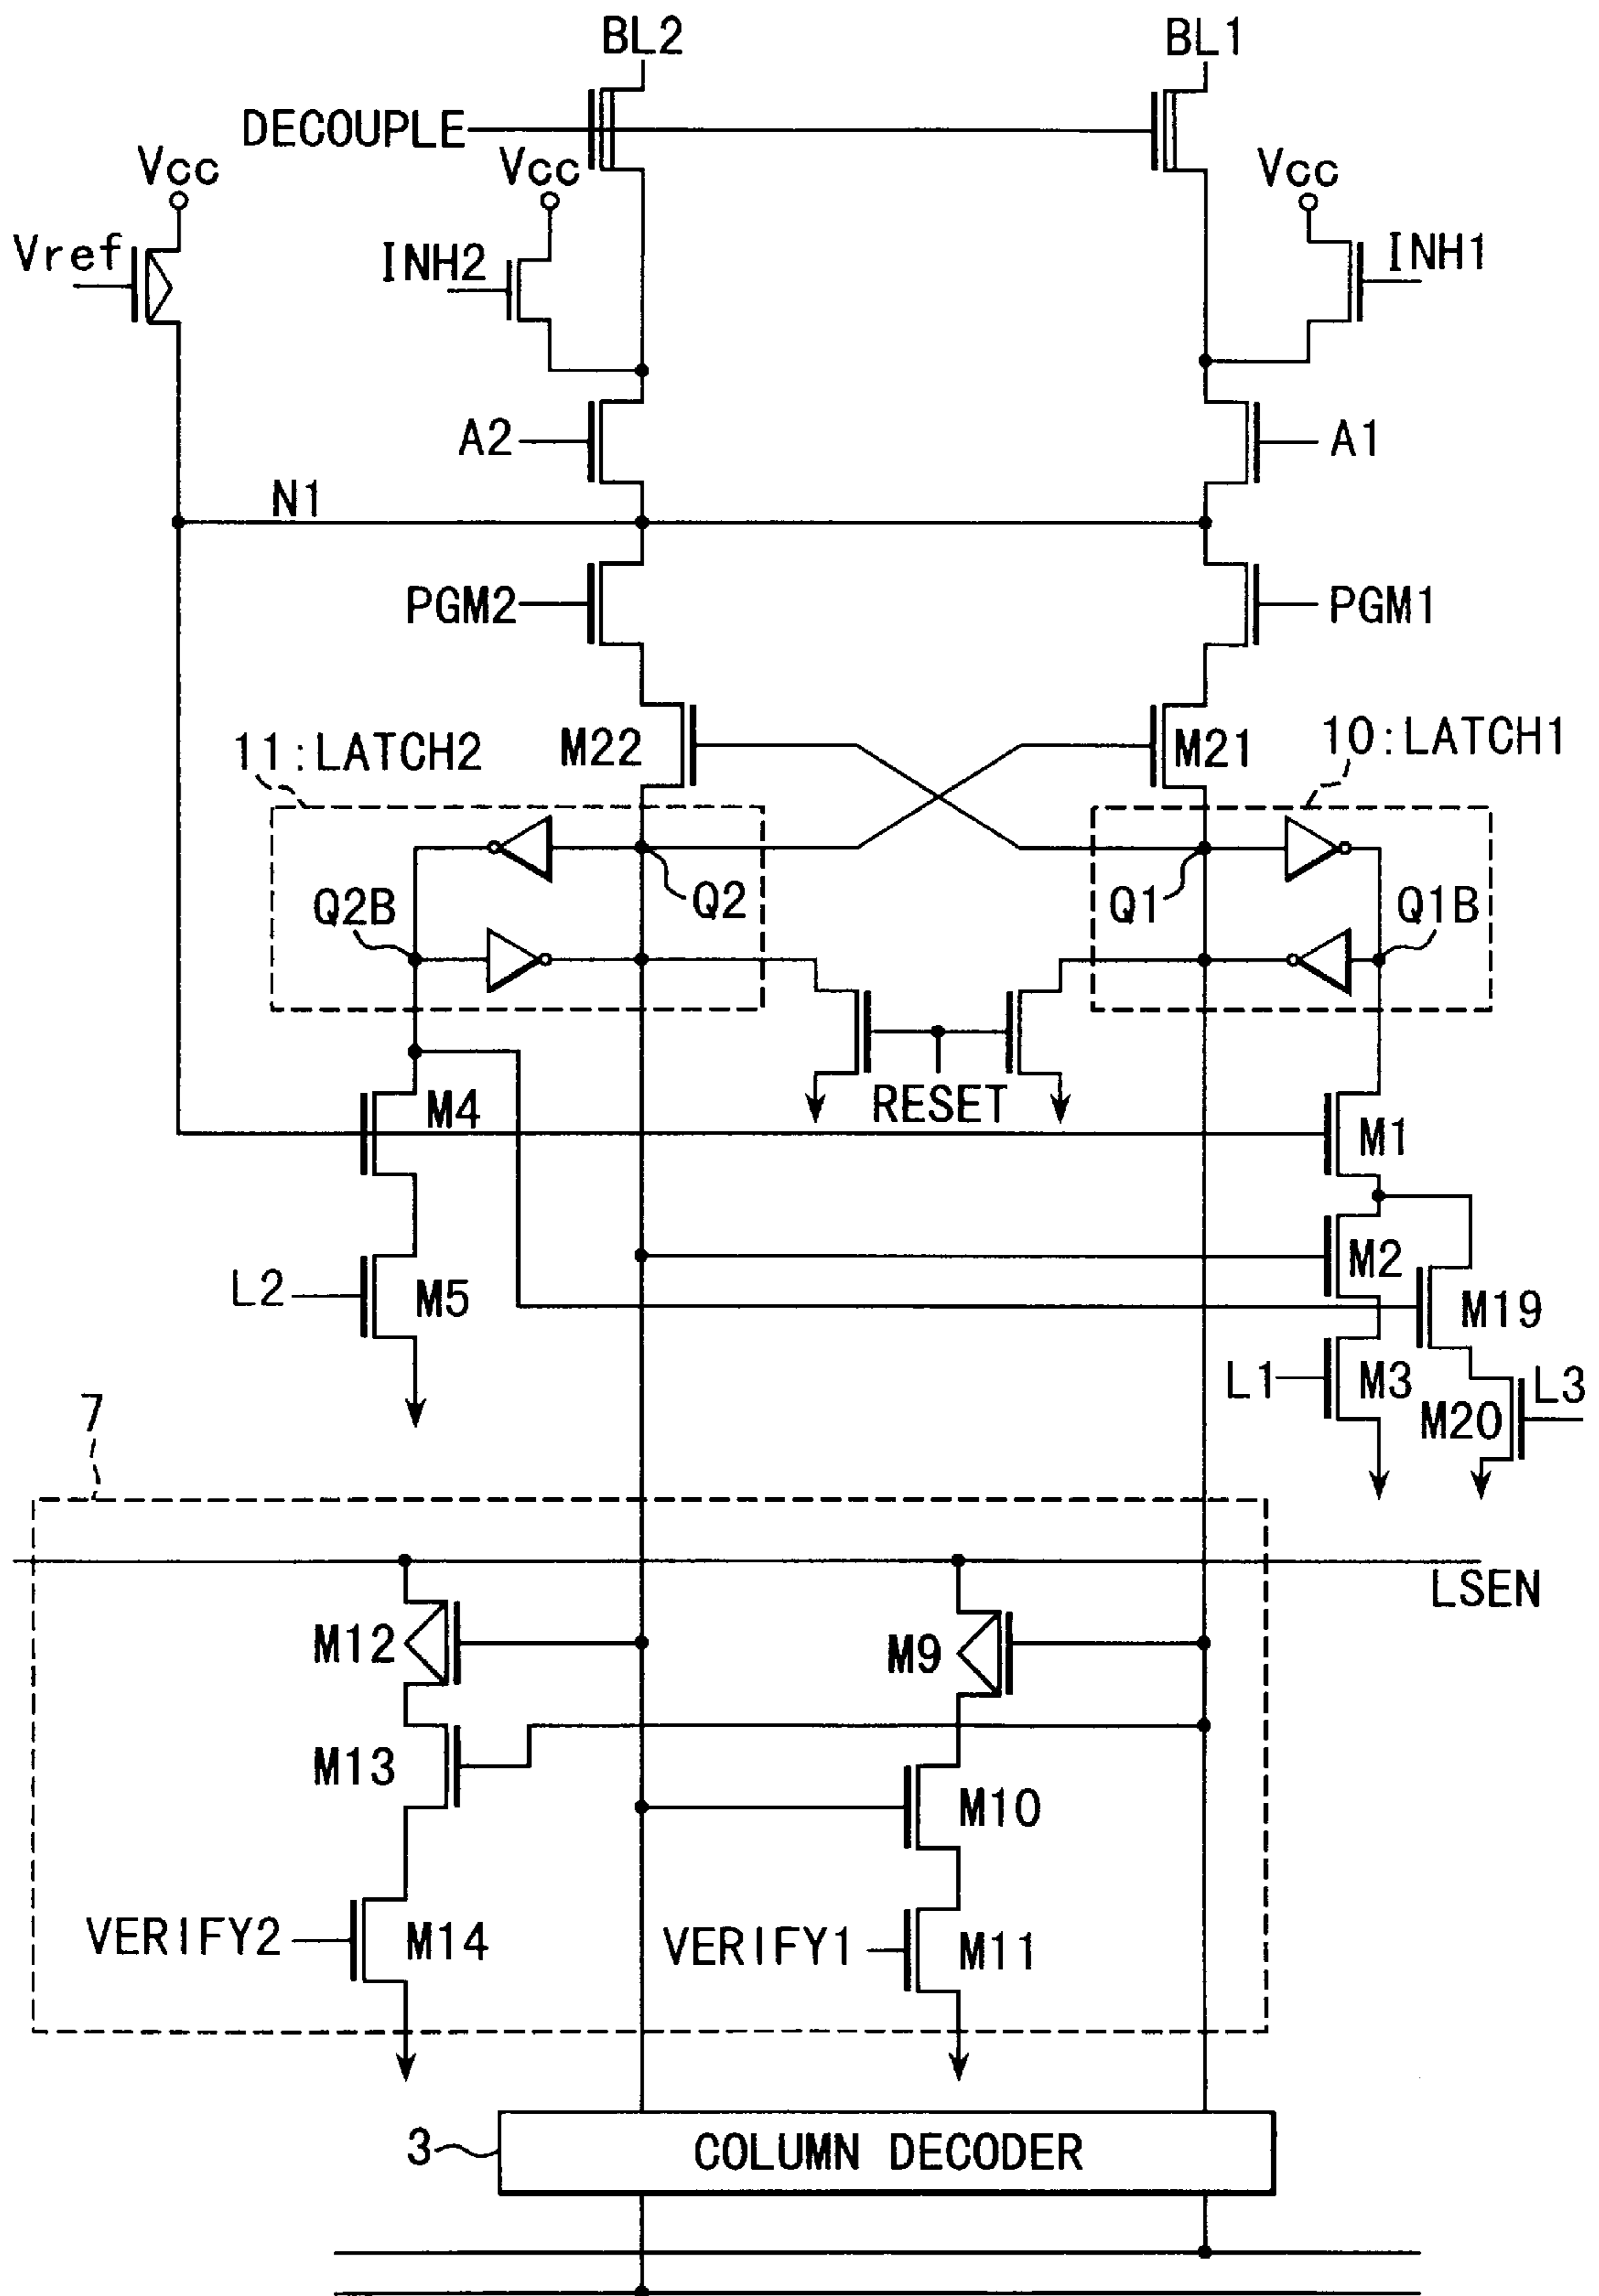 BL2
BL1
DECOUPLE
Vcc
Vcc
Vcc
Vref
INH2
INH1
A2
A1
N1
PGM2
PGM1
11:LATCH2
M22
M21
10:LATCH1
Q2B
Q2
Q1
Q1B
RESET
M4
M1
L2
M5
M2
M19
L1
M3
M20
L3
7
LSEN
M12
M9
M13
M10
VERIFY2
M14
VERIFY1
M11
3
COLUMN DECODER